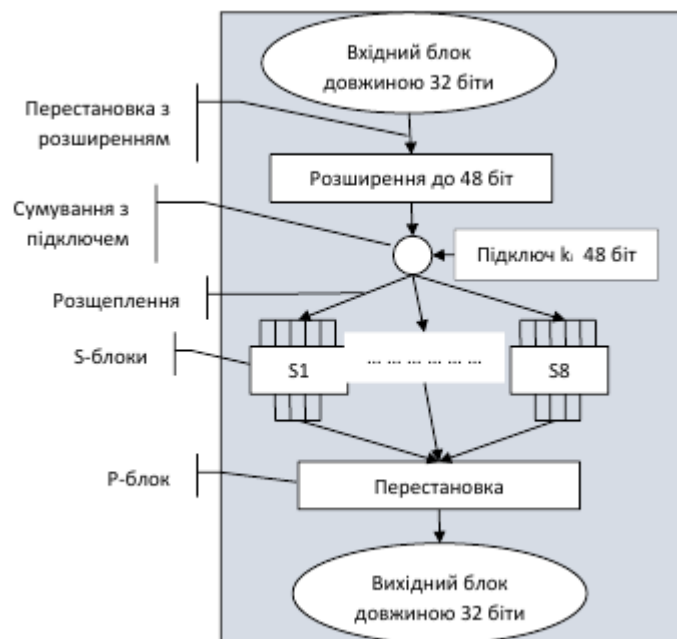 Вхідний блок
довжиною 32 біти
Перестановка з
розширенням
Розширення до 48 біт
Сумування з
підключем
Підключ kᵢ 48 біт
Розщеплення
S-блоки
S1
... ... ... ... ... ...
S8
P-блок
Перестановка
Вихідний блок
довжиною 32 біти